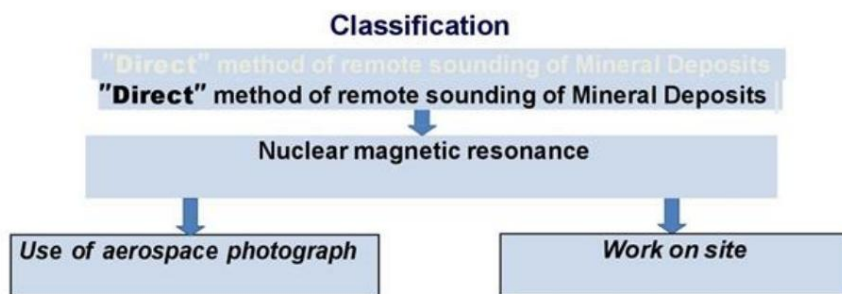 Classification
"Direct" method of remote sounding of Mineral Deposits
"Direct" method of remote sounding of Mineral Deposits
Nuclear magnetic resonance
Use of aerospace photograph
Work on site